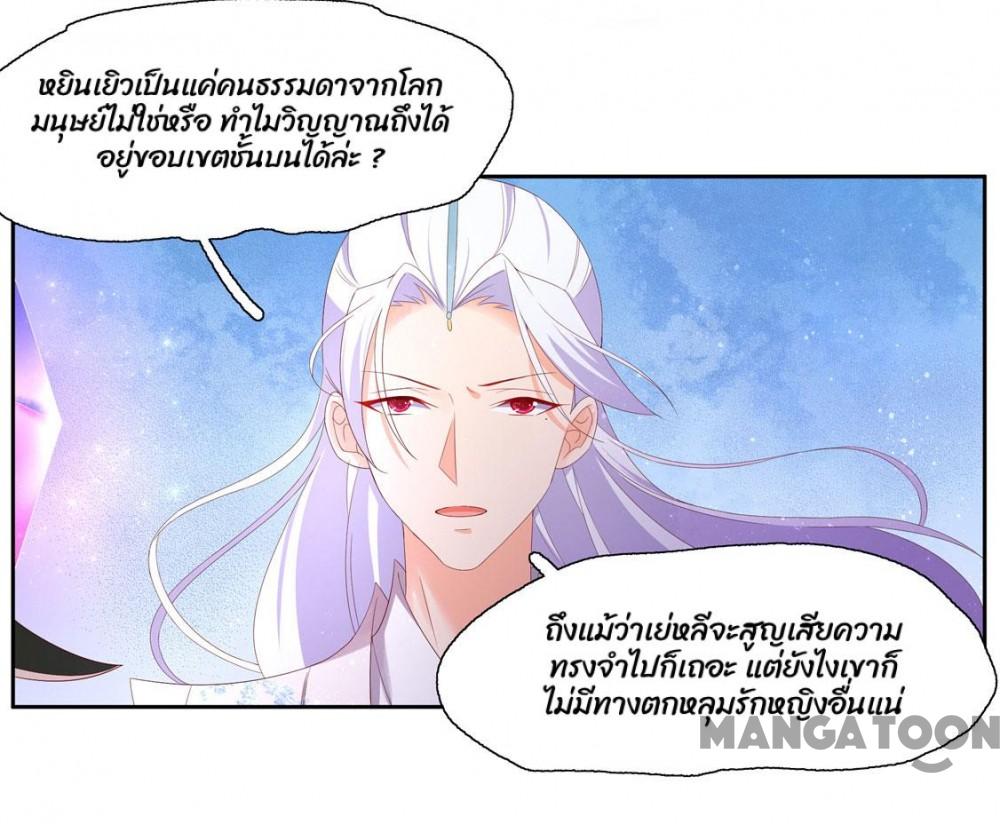 หยินเยิวเป็นแค่คนธรรมดาจากโลก
มนุษย์ไม่ใช่หรือ ทำไมวิญญาณถึงได้
อยู่ขอบเขตชั้นบนได้ล่ะ ?
ถึงแม้ว่าเย่หลีจะสูญเสียความ
ทรงจำไปก็เถอะ แต่ยังไงเขาก็
ไม่มีทางตกหลุมรักหญิงอื่นแน่
MANGATOON